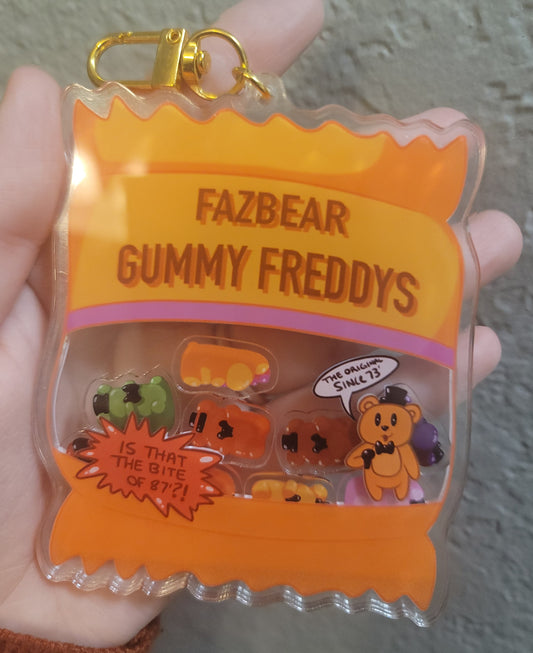 FAZBEAR
GUMMY FREDDYS
THE ORIGINAL
SINCE 73'
IS THAT
THE BITE
OF 87'?!